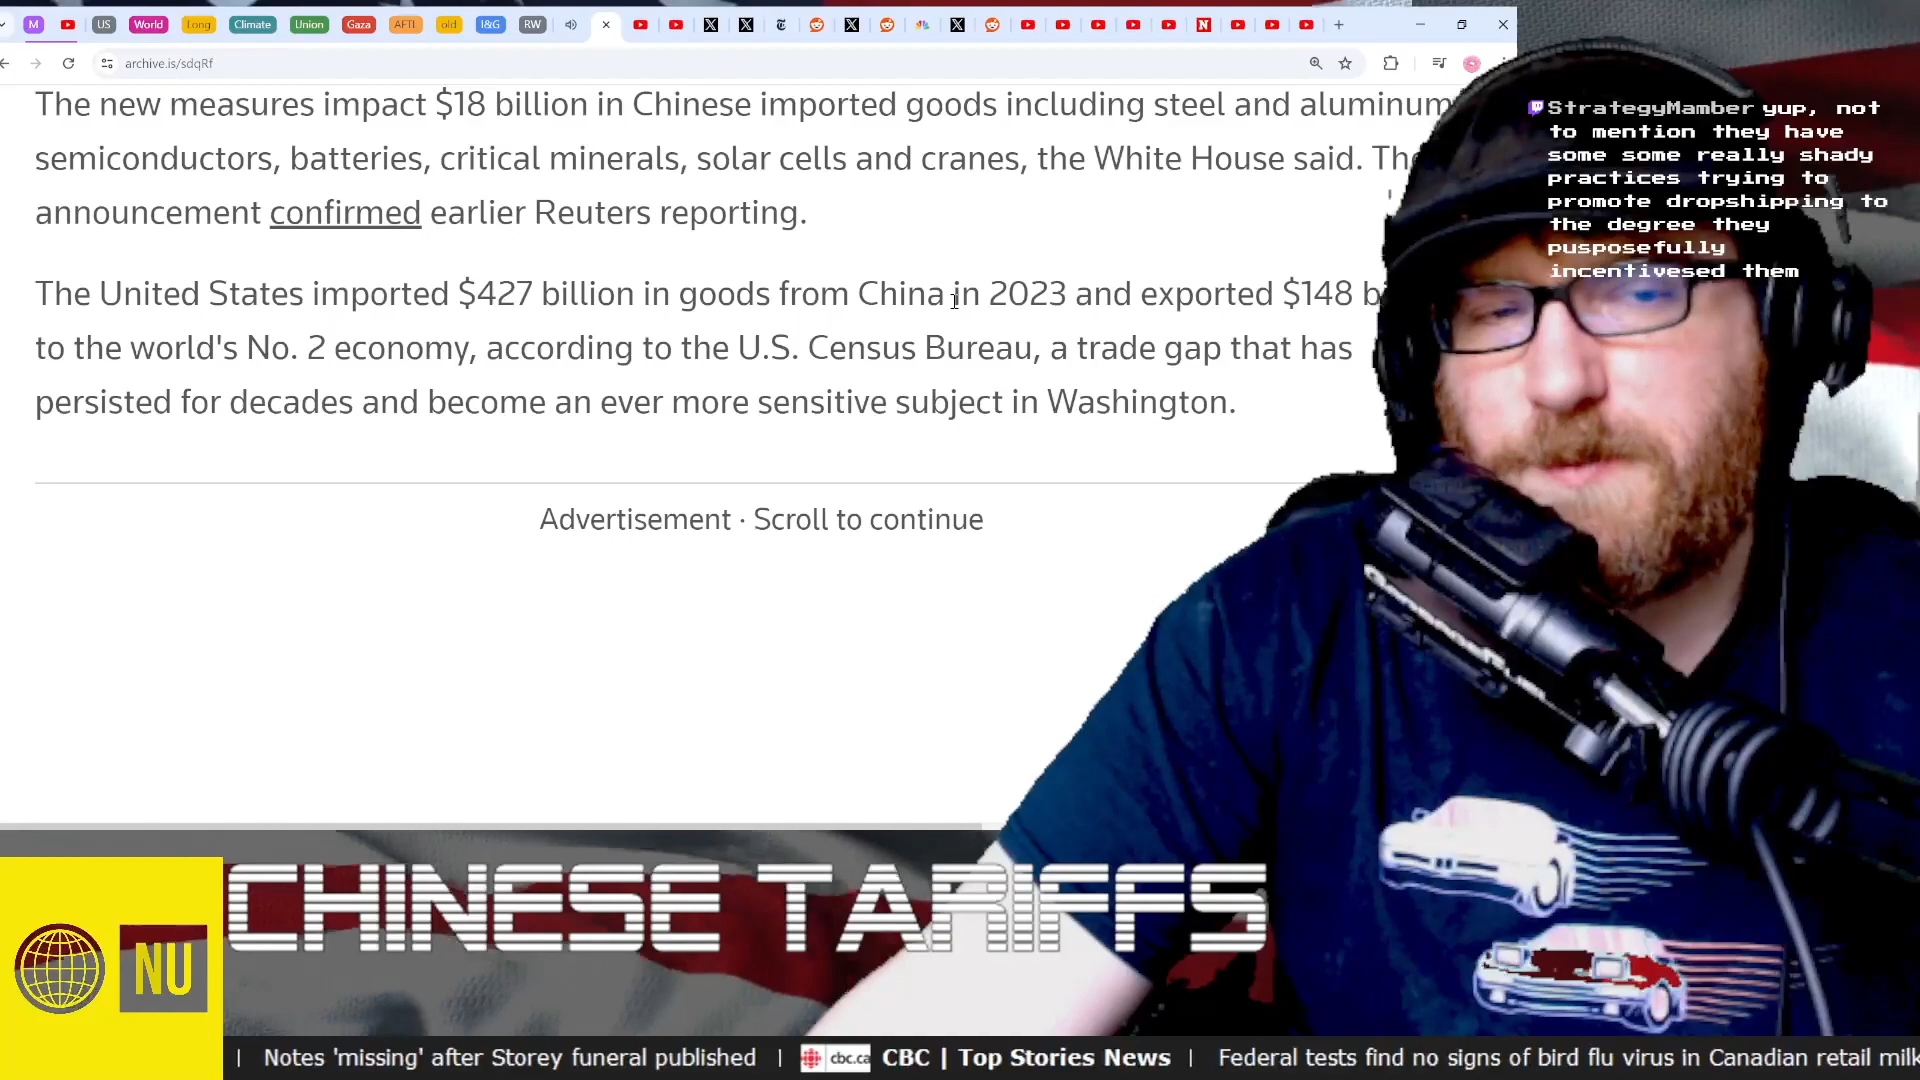 M
US
World
Long
Climate
Union
Gaza
AFTL
old
I&G
RW
archive.is/sdqRf
The new measures impact $18 billion in Chinese imported goods including steel and aluminum
semiconductors, batteries, critical minerals, solar cells and cranes, the White House said. The
announcement confirmed earlier Reuters reporting.
The United States imported $427 billion in goods from China in 2023 and exported $148
to the world's No. 2 economy, according to the U.S. Census Bureau, a trade gap that has
persisted for decades and become an ever more sensitive subject in Washington.
Advertisement · Scroll to continue
StrategyMamber yup, not
to mention they have
some some really shady
practices trying to
promote dropshipping to
the degree they
pusposefully
incentivesed them
CHINESE TARIFFS
NU
| Notes 'missing' after Storey funeral published | cbc.ca CBC | Top Stories News | Federal tests find no signs of bird flu virus in Canadian retail milk